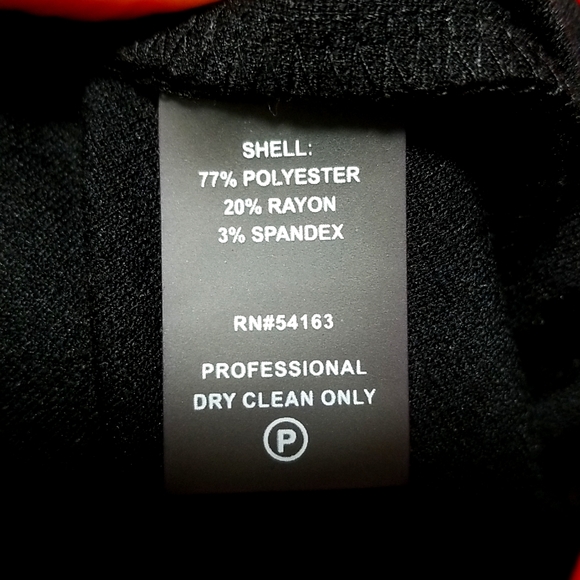 SHELL:
77% POLYESTER
20% RAYON
3% SPANDEX
RN#54163
PROFESSIONAL
DRY CLEAN ONLY
P